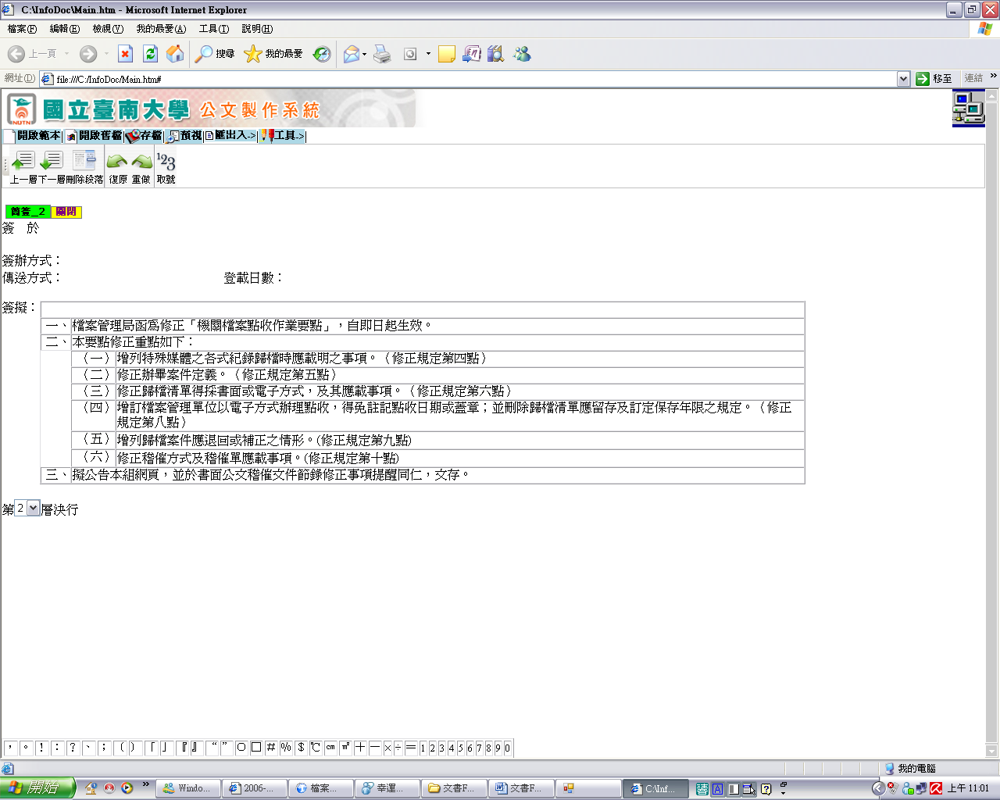 C:\InfoDoc\Main.htm - Microsoft Internet Explorer
檔案(F) 編輯(E) 檢視(V) 我的最愛(A) 工具(T) 說明(H)
上一頁 搜尋 我的最愛
網址(D) file:///C:/InfoDoc/Main.htm# 移至 連結 »
NUTN 國立臺南大學 公文製作系統
開啟範本| 開啟舊檔 存檔 預視 匯出入-> 工具->|
上一層 下一層 刪除段落 復原 重做 取號
簡簽_2 關閉
簽 於
簽辦方式：
傳送方式： 登載日數：
簽擬：
一、檔案管理局函為修正「機關檔案點收作業要點」，自即日起生效。
二、本要點修正重點如下：
（一）增列特殊媒體之各式紀錄歸檔時應載明之事項。（修正規定第四點）
（二）修正辦畢案件定義。（修正規定第五點）
（三）修正歸檔清單得採書面或電子方式，及其應載事項。（修正規定第六點）
（四）增訂檔案管理單位以電子方式辦理點收，得免註記點收日期或蓋章；並刪除歸檔清單應留存及訂定保存年限之規定。（修正
規定第八點）
（五）增列歸檔案件應退回或補正之情形。(修正規定第九點)
（六）修正稽催方式及稽催單應載事項。(修正規定第十點)
三、擬公告本組網頁，並於書面公文稽催文件節錄修正事項提醒同仁，文存。
第 2 層決行
， 。 ！ ： ？ 、 ； （ ） 「 」 『 』 “ ” ○ □ ＃ ％ ＄ ℃ ㎝ ㎡ ＋ － × ÷ ＝ 1 2 3 4 5 6 7 8 9 0
我的電腦
開始 » Windo... 2006-... 檔案... 幸運... 文書F... 文書F... C:\Inf... 上午 11:01